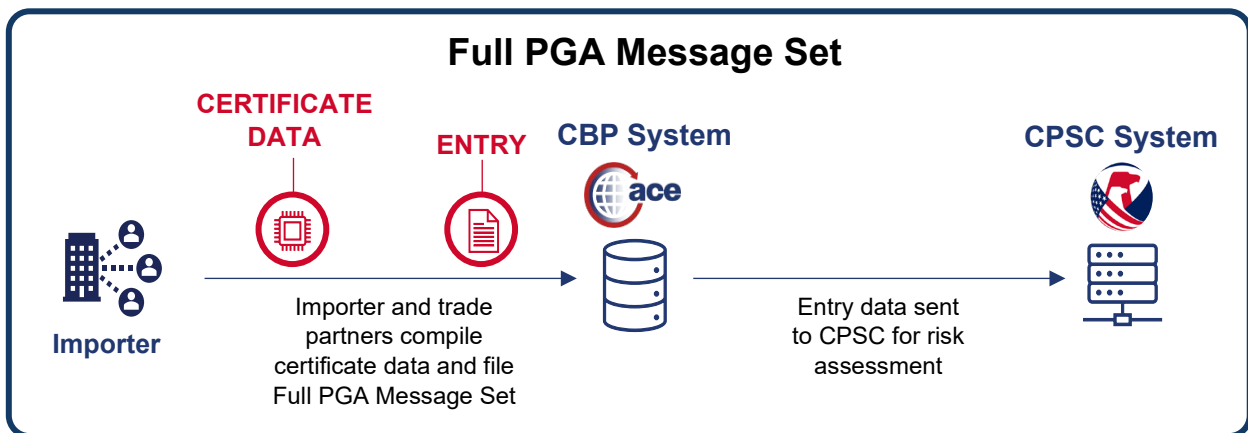 Full PGA Message Set
CERTIFICATE
DATA
ENTRY
CBP System
CPSC System
ace
Importer
Importer and trade
partners compile
certificate data and file
Full PGA Message Set
Entry data sent
to CPSC for risk
assessment